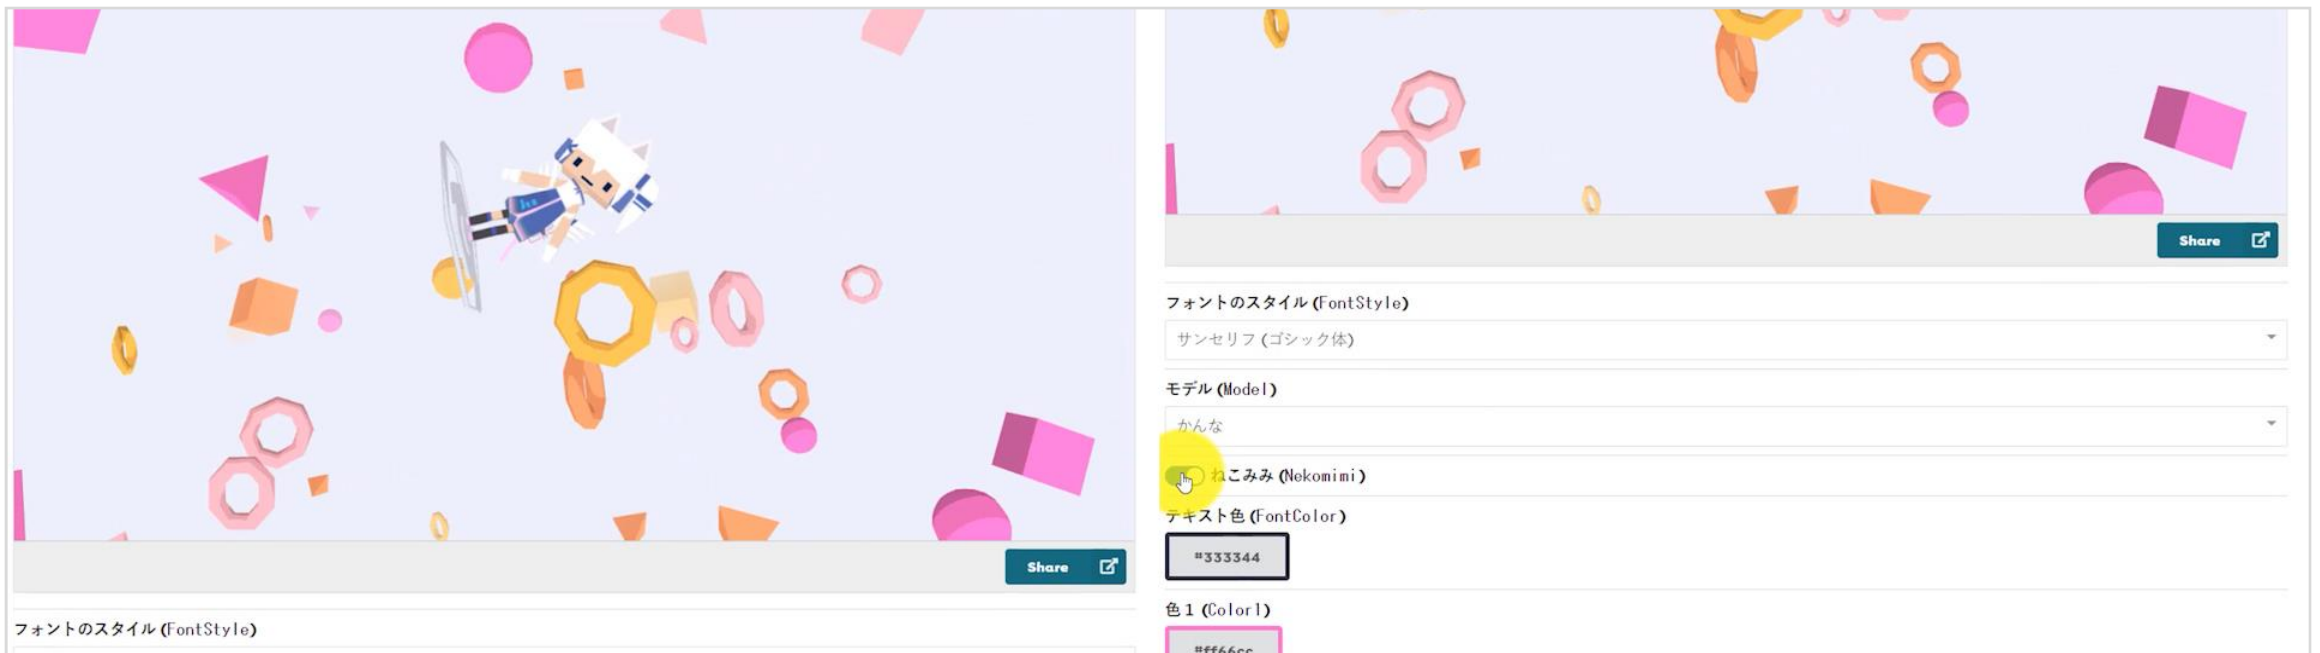 Share
フォントのスタイル(FontStyle)
Share
フォントのスタイル(FontStyle)
サンセリフ(ゴシック体)
モデル(Model)
かんな
ねこみみ(Nekomimi)
テキスト色(FontColor)
#333344
色1(Color1)
#ff66cc